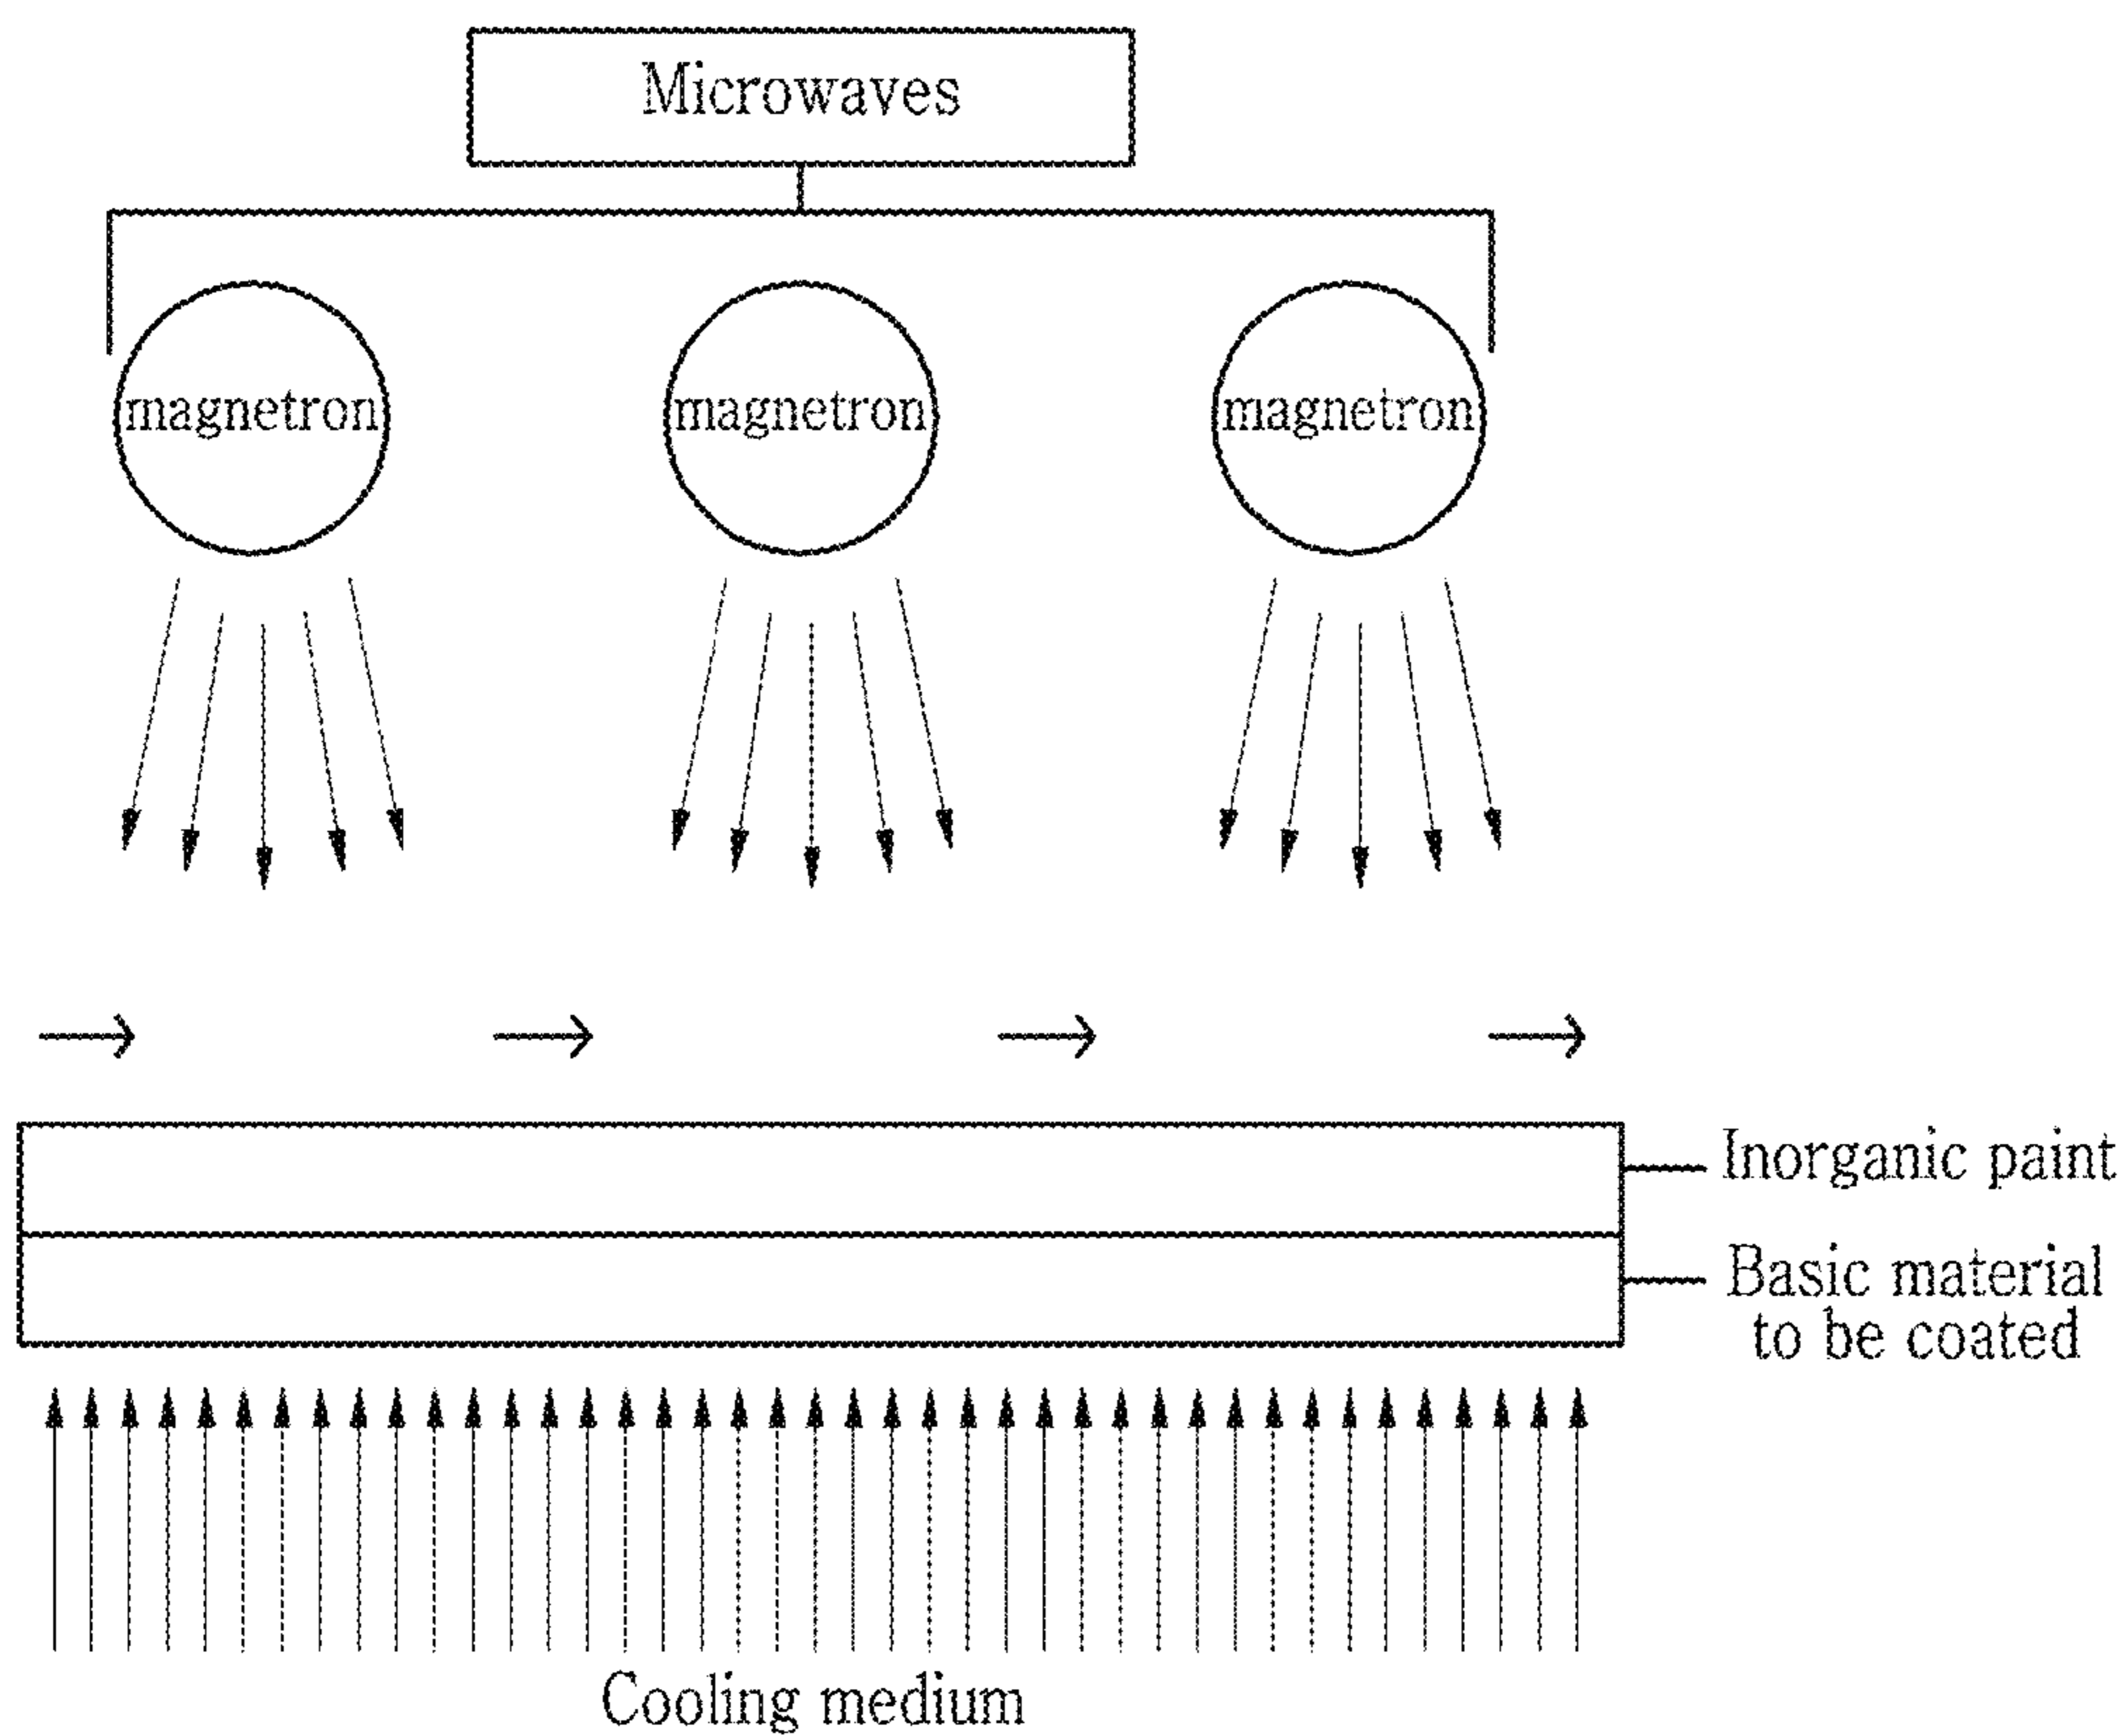 Microwaves
magnetron
magnetron
magnetron
Inorganic paint
Basic material
to be coated
Cooling medium